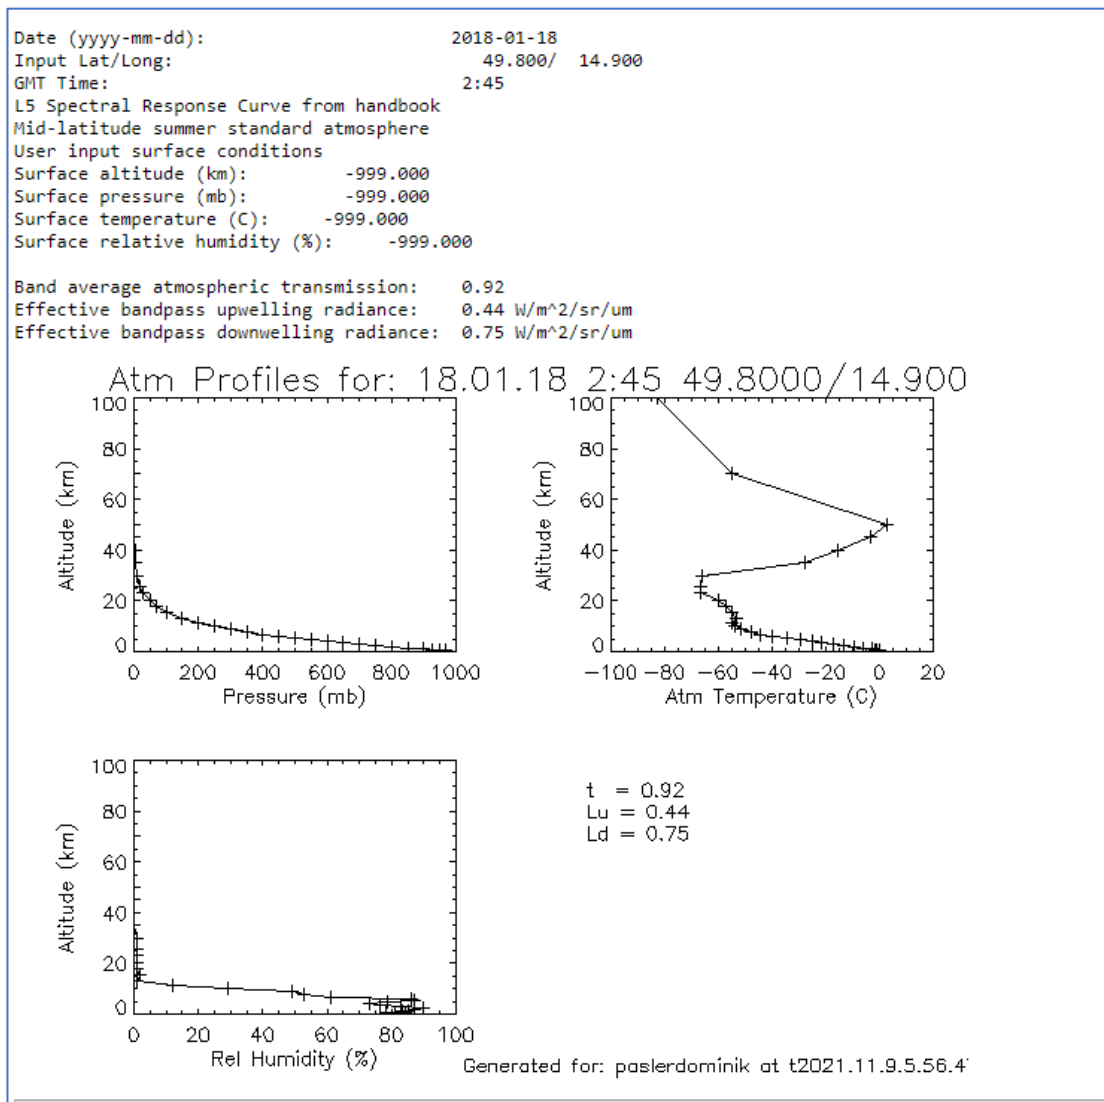 Date (yyyy-mm-dd): 2018-01-18
Input Lat/Long: 49.800/ 14.900
GMT Time: 2:45
L5 Spectral Response Curve from handbook
Mid-latitude summer standard atmosphere
User input surface conditions
Surface altitude (km): -999.000
Surface pressure (mb): -999.000
Surface temperature (C): -999.000
Surface relative humidity (%): -999.000
Band average atmospheric transmission: 0.92
Effective bandpass upwelling radiance: 0.44 W/m^2/sr/um
Effective bandpass downwelling radiance: 0.75 W/m^2/sr/um
Atm Profiles for: 18.01.18 2:45 49.8000/14.900
100
80
60
40
20
0
Altitude (km)
0 200 400 600 800 1000
Pressure (mb)
100
80
60
40
20
0
Altitude (km)
-100 -80 -60 -40 -20 0 20
Atm Temperature (C)
100
80
60
40
20
0
Altitude (km)
0 20 40 60 80 100
Rel Humidity (%)
t = 0.92
Lu = 0.44
Ld = 0.75
Generated for: paslerdominik at t2021.11.9.5.56.4